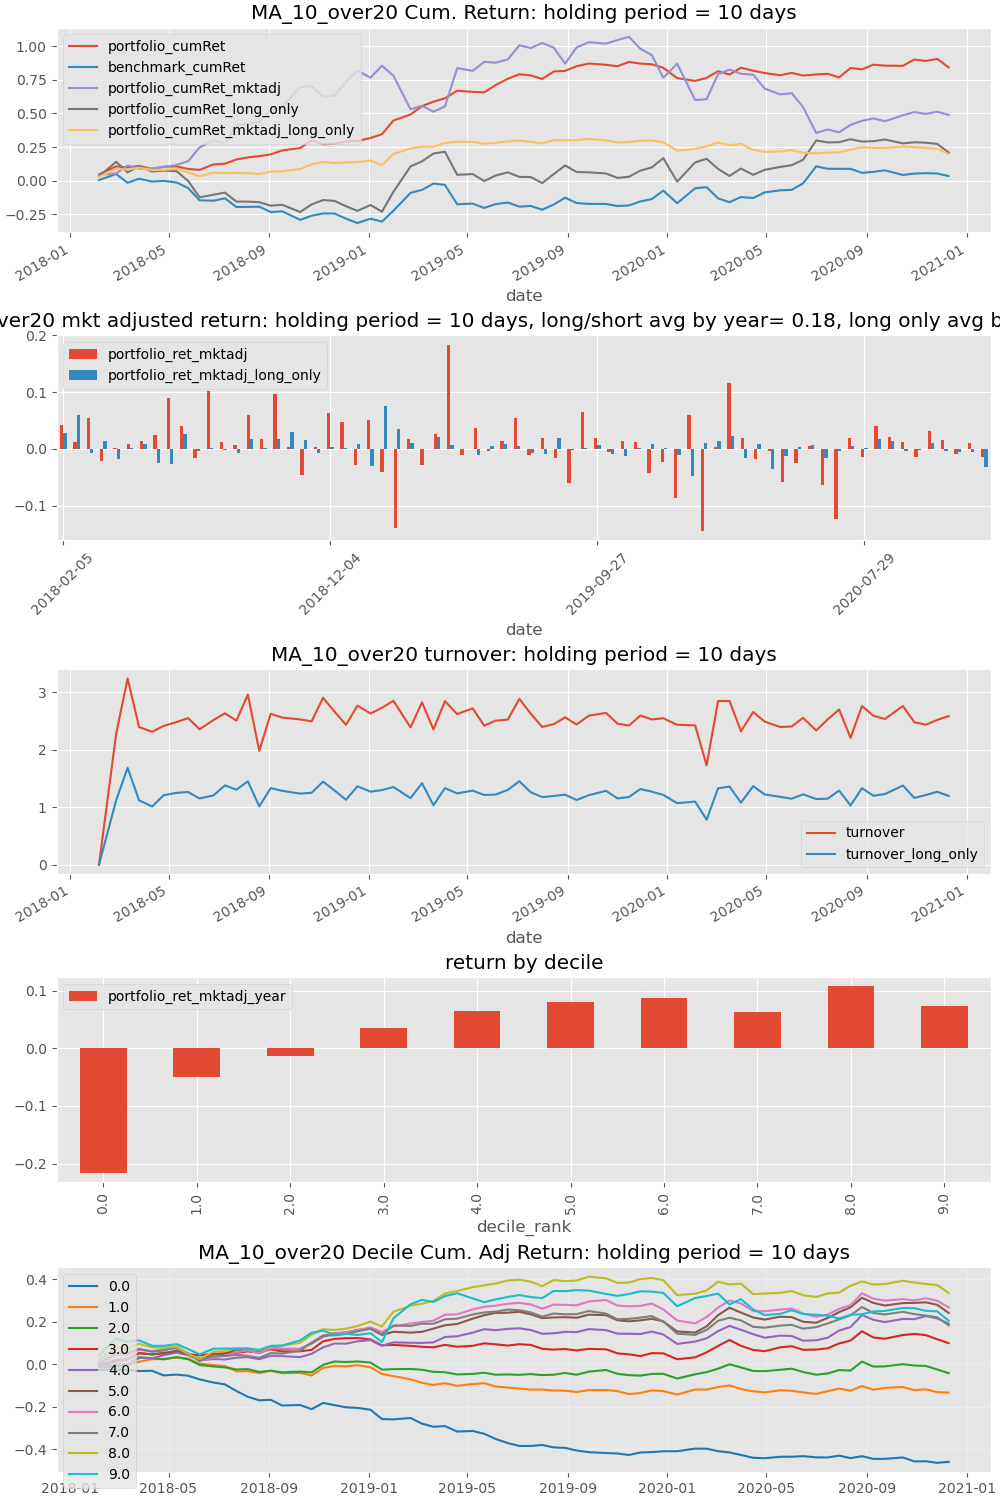 MA_10_over20 Cum. Return: holding period = 10 days
portfolio_cumRet
benchmark_cumRet
portfolio_cumRet_mktadj
portfolio_cumRet_long_only
portfolio_cumRet_mktadj_long_only
1.00
0.75
0.50
0.25
0.00
−0.25
2018-01 2018-05 2018-09 2019-01 2019-05 2019-09 2020-01 2020-05 2020-09 2021-01
date
ver20 mkt adjusted return: holding period = 10 days, long/short avg by year= 0.18, long only avg b
portfolio_ret_mktadj
portfolio_ret_mktadj_long_only
0.2
0.1
0.0
−0.1
2018-02-05 2018-12-04 2019-09-27 2020-07-29
date
MA_10_over20 turnover: holding period = 10 days
3
2
1
0
turnover
turnover_long_only
2018-01 2018-05 2018-09 2019-01 2019-05 2019-09 2020-01 2020-05 2020-09 2021-01
date
return by decile
portfolio_ret_mktadj_year
0.1
0.0
−0.1
−0.2
0.0 1.0 2.0 3.0 4.0 5.0 6.0 7.0 8.0 9.0
decile_rank
MA_10_over20 Decile Cum. Adj Return: holding period = 10 days
0.4
0.2
0.0
−0.2
−0.4
0.0
1.0
2.0
3.0
4.0
5.0
6.0
7.0
8.0
9.0
2018-01 2018-05 2018-09 2019-01 2019-05 2019-09 2020-01 2020-05 2020-09 2021-01